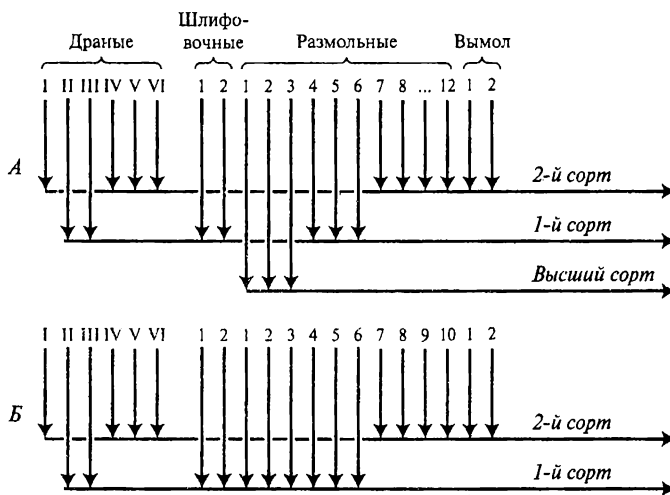 Драные
Шлифо-
вочные
Размольные
Вымол
I II III IV V VI 1 2 1 2 3 4 5 6 7 8 ... 12 1 2
А
2-й сорт
1-й сорт
Высший сорт
I II III IV V VI 1 2 1 2 3 4 5 6 7 8 9 10 1 2
Б
2-й сорт
1-й сорт